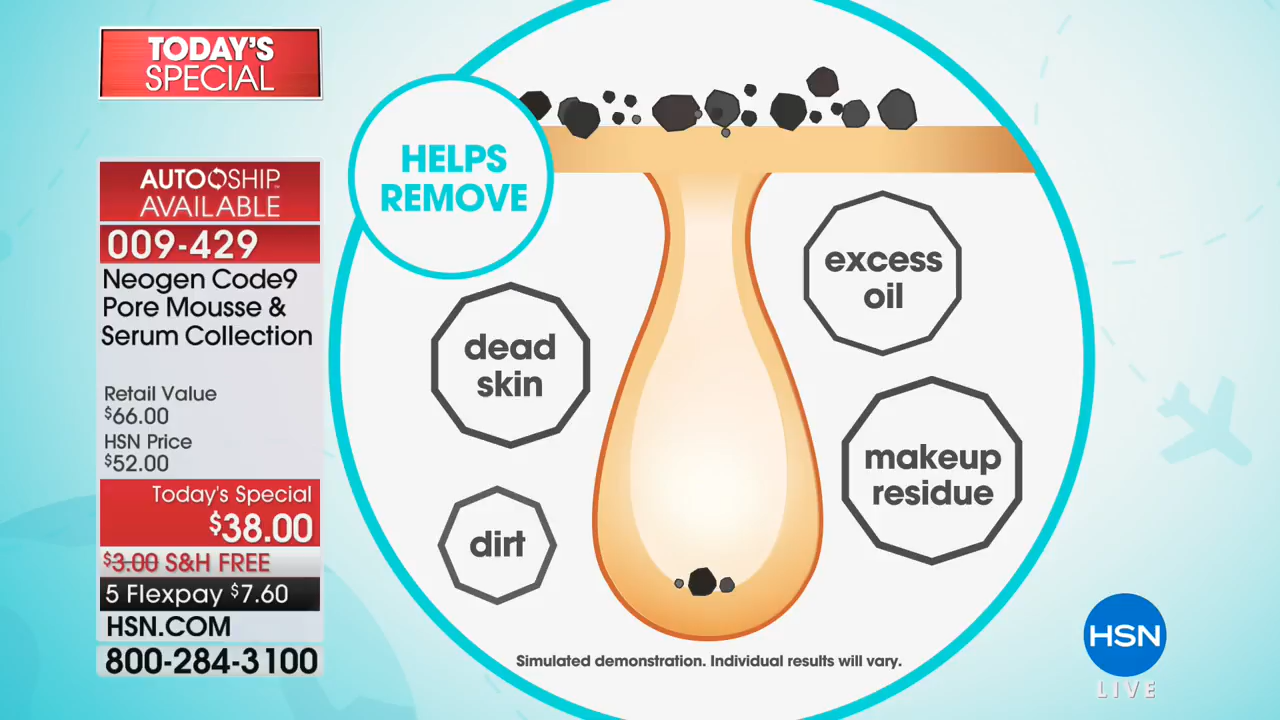 TODAY'S
SPECIAL
AUTO SHIP™
AVAILABLE
009-429
Neogen Code9
Pore Mousse &
Serum Collection
Retail Value
$66.00
HSN Price
$52.00
Today's Special
$38.00
$3.00 S&H FREE
5 Flexpay $7.60
HSN.COM
800-284-3100
HELPS
REMOVE
excess
oil
dead
skin
makeup
residue
dirt
Simulated demonstration. Individual results will vary.
HSN
LIVE